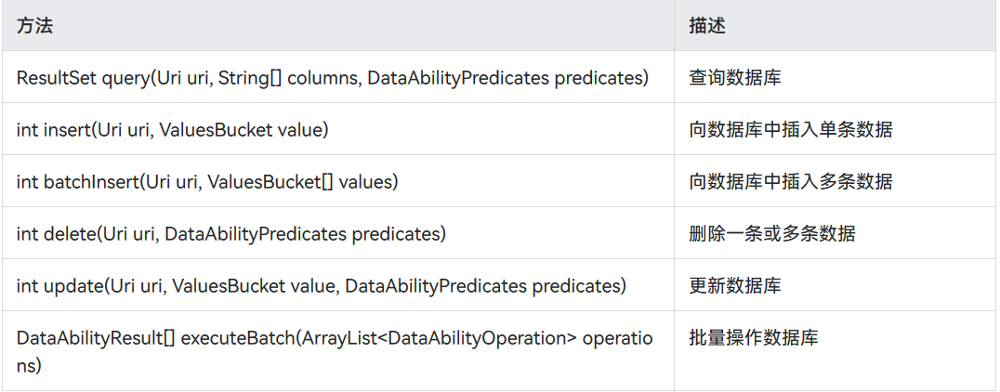 方法 描述
ResultSet query(Uri uri, String[] columns, DataAbilityPredicates predicates) 查询数据库
int insert(Uri uri, ValuesBucket value) 向数据库中插入单条数据
int batchInsert(Uri uri, ValuesBucket[] values) 向数据库中插入多条数据
int delete(Uri uri, DataAbilityPredicates predicates) 删除一条或多条数据
int update(Uri uri, ValuesBucket value, DataAbilityPredicates predicates) 更新数据库
DataAbilityResult[] executeBatch(ArrayList<DataAbilityOperation> operatio 批量操作数据库
ns)